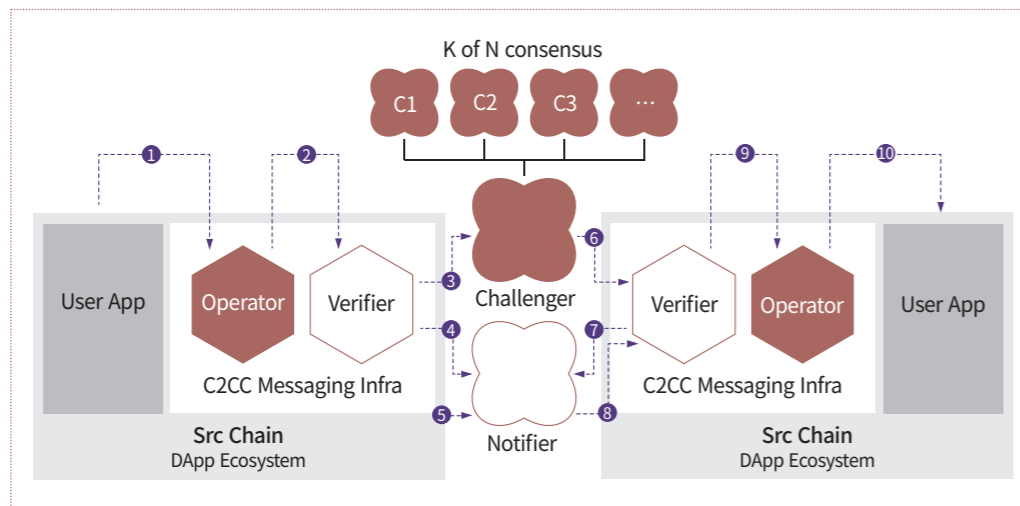 K of N consensus
C1 C2 C3 ...
1 2 9 10
3 6
Challenger
User App Operator Verifier Verifier Operator User App
4 7
C2CC Messaging Infra C2CC Messaging Infra
5 8
Notifier
Src Chain Src Chain
DApp Ecosystem DApp Ecosystem